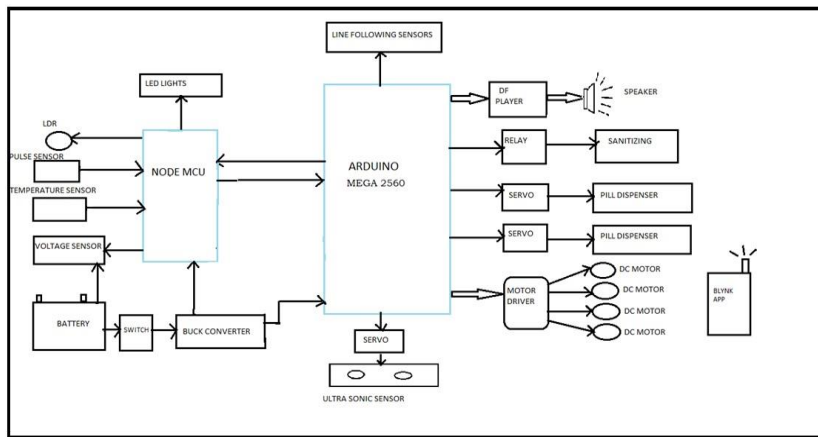 LINE FOLLOWING SENSORS
LED LIGHTS
DF
PLAYER
SPEAKER
LDR
PULSE SENSOR
NODE MCU
ARDUINO
MEGA 2560
RELAY
SANITIZING
TEMPERATURE SENSOR
SERVO
PILL DISPENSER
VOLTAGE SENSOR
SERVO
PILL DISPENSER
MOTOR
DRIVER
DC MOTOR
DC MOTOR
DC MOTOR
DC MOTOR
BLYNK
APP
BATTERY
SWITCH
BUCK CONVERTER
SERVO
ULTRA SONIC SENSOR